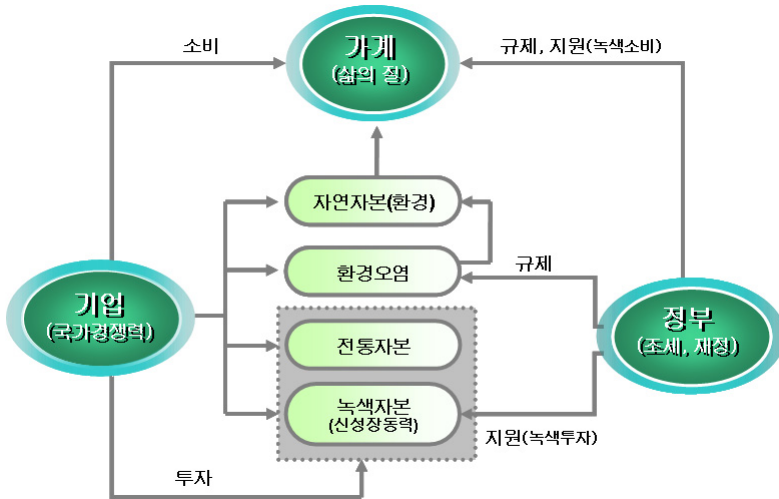 소비
가계
(삶의 질)
규제, 지원(녹색소비)
자연자본(환경)
환경오염
규제
기업
(국가경쟁력)
정부
(조세, 재정)
전통자본
녹색자본
(신성장동력)
지원(녹색투자)
투자